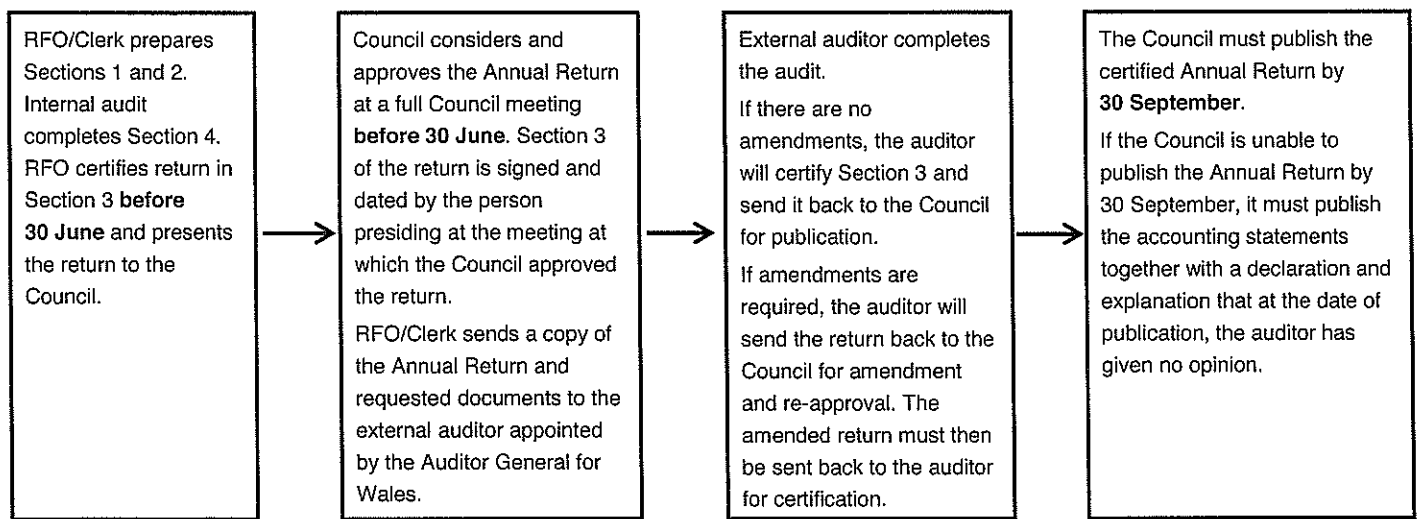 RFO/Clerk prepares
Sections 1 and 2.
Internal audit
completes Section 4.
RFO certifies return in
Section 3 before
30 June and presents
the return to the
Council.
Council considers and
approves the Annual Return
at a full Council meeting
before 30 June. Section 3
of the return is signed and
dated by the person
presiding at the meeting at
which the Council approved
the return.
RFO/Clerk sends a copy of
the Annual Return and
requested documents to the
external auditor appointed
by the Auditor General for
Wales.
External auditor completes
the audit.
If there are no
amendments, the auditor
will certify Section 3 and
send it back to the Council
for publication.
If amendments are
required, the auditor will
send the return back to the
Council for amendment
and re-approval. The
amended return must then
be sent back to the auditor
for certification.
The Council must publish the
certified Annual Return by
30 September.
If the Council is unable to
publish the Annual Return by
30 September, it must publish
the accounting statements
together with a declaration and
explanation that at the date of
publication, the auditor has
given no opinion.